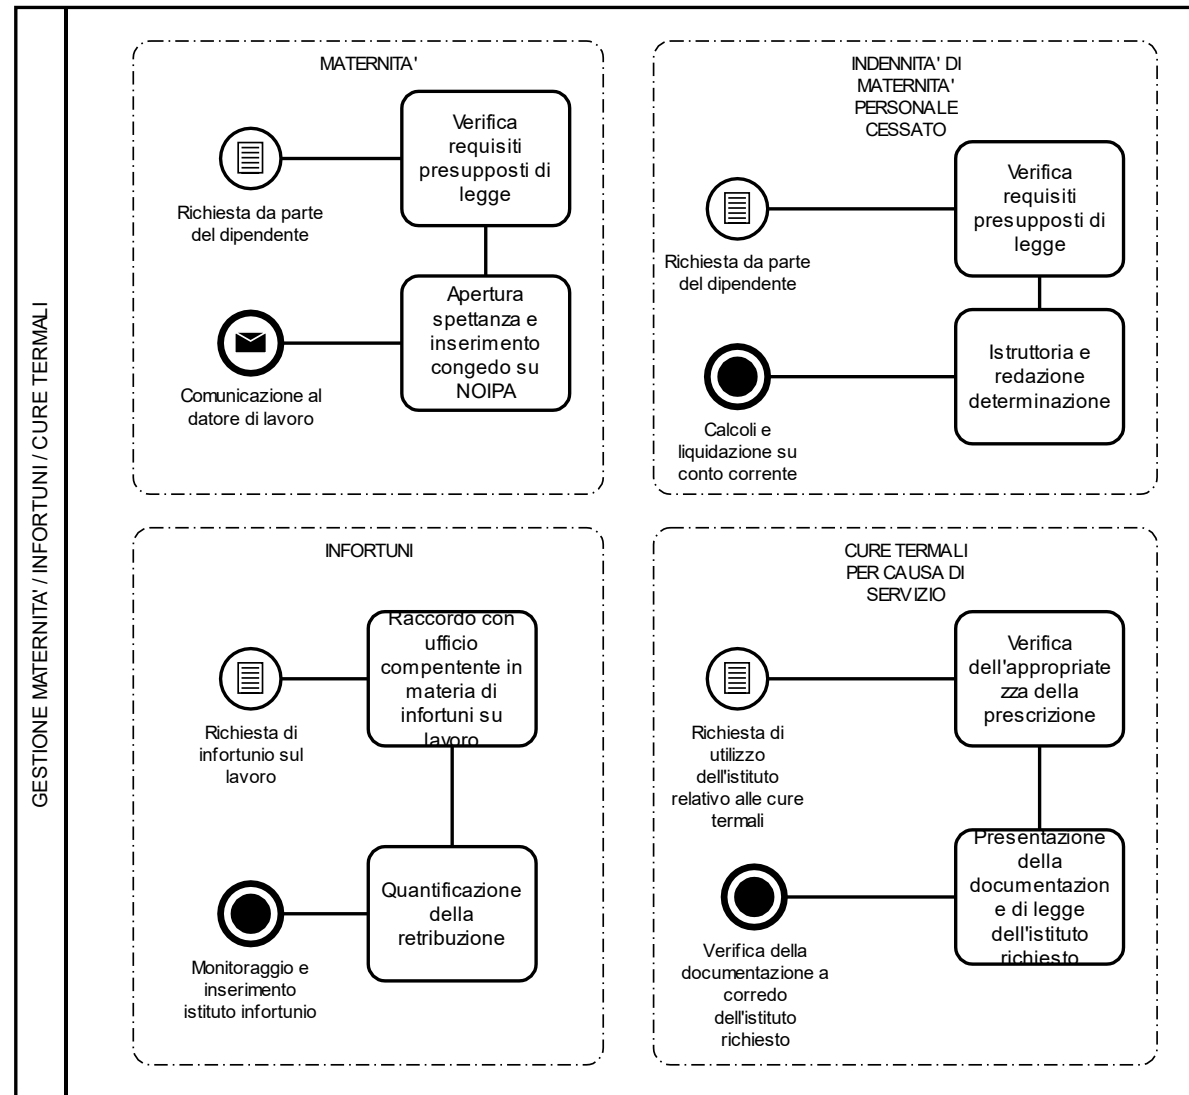 GESTIONE MATERNITA' / INFORTUNI / CURE TERMALI
MATERNITA'
Verifica
requisiti
presupposti di
legge
Richiesta da parte
del dipendente
Apertura
spettanza e
inserimento
congedo su
NOIPA
Comunicazione al
datore di lavoro
INDENNITA' DI
MATERNITA'
PERSONALE
CESSATO
Verifica
requisiti
presupposti di
legge
Richiesta da parte
del dipendente
Istruttoria e
redazione
determinazione
Calcoli e
liquidazione su
conto corrente
INFORTUNI
Raccordo con
ufficio
compentente in
materia di
infortuni su
lavoro
Richiesta di
infortunio sul
lavoro
Quantificazione
della
retribuzione
Monitoraggio e
inserimento
istituto infortunio
CURE TERMALI
PER CAUSA DI
SERVIZIO
Verifica
dell'appropriate
zza della
prescrizione
Richiesta di
utilizzo
dell'istituto
relativo alle cure
termali
Presentazione
della
documentazion
e di legge
dell'istituto
richiesto
Verifica della
documentazione a
corredo
dell'istituto
richiesto